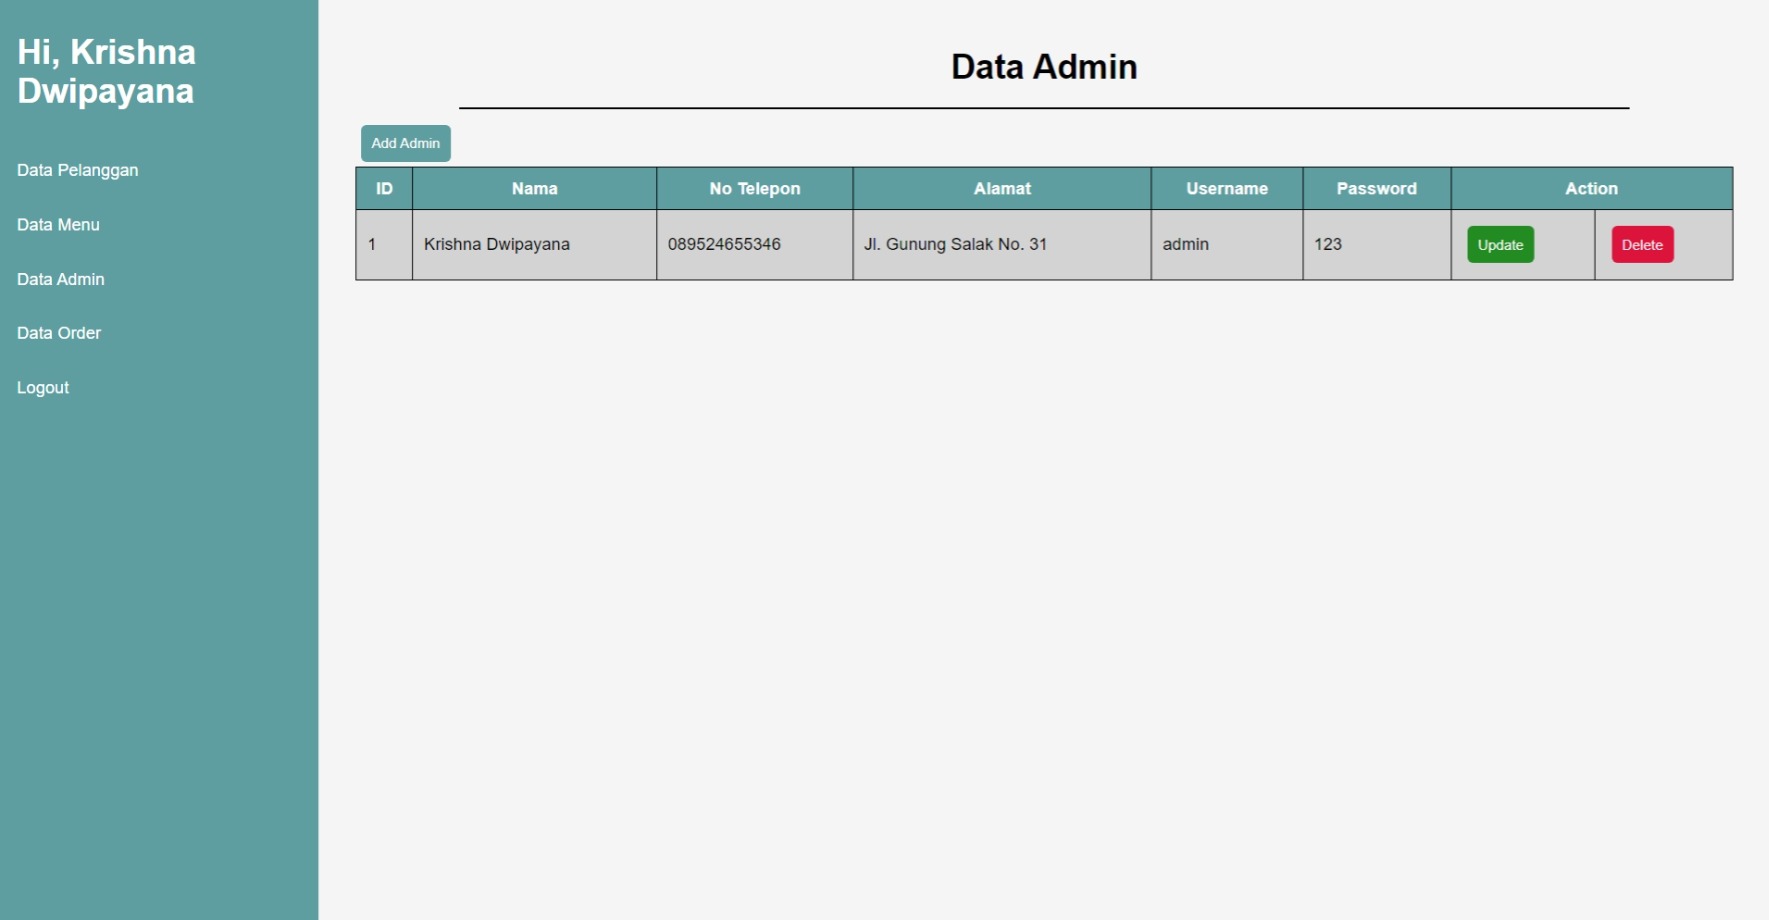 Hi, Krishna
Dwipayana
Data Pelanggan
Data Menu
Data Admin
Data Order
Logout
Data Admin
Add Admin
ID Nama No Telepon Alamat Username Password Action
1 Krishna Dwipayana 089524655346 Jl. Gunung Salak No. 31 admin 123 Update Delete